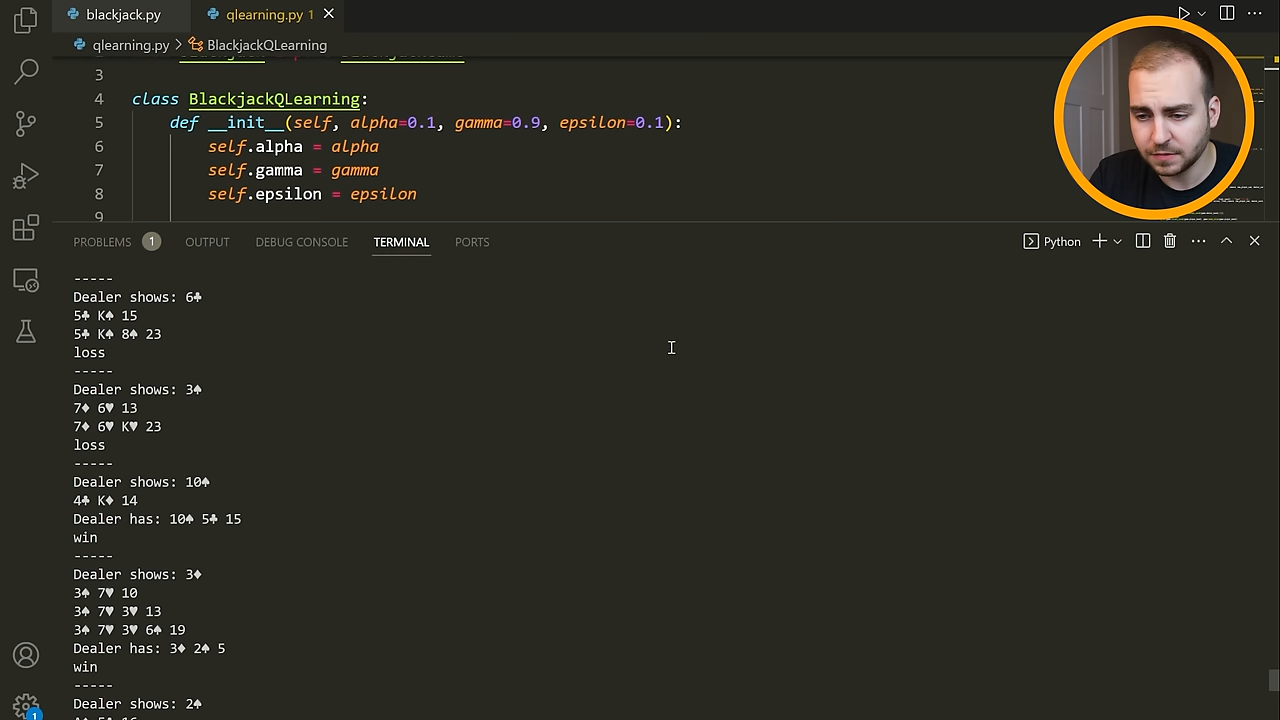 blackjack.py
qlearning.py 1
qlearning.py > BlackjackQLearning
3
4 class BlackjackQLearning:
5 def __init__(self, alpha=0.1, gamma=0.9, epsilon=0.1):
6 self.alpha = alpha
7 self.gamma = gamma
8 self.epsilon = epsilon
9
PROBLEMS 1 OUTPUT DEBUG CONSOLE TERMINAL PORTS
Python
-----
Dealer shows: 6♣
5♣ K♠ 15
5♣ K♠ 8♠ 23
loss
-----
Dealer shows: 3♠
7♦ 6♥ 13
7♦ 6♥ K♥ 23
loss
-----
Dealer shows: 10♠
4♣ K♦ 14
Dealer has: 10♠ 5♣ 15
win
-----
Dealer shows: 3♦
3♠ 7♥ 10
3♠ 7♥ 3♥ 13
3♠ 7♥ 3♥ 6♠ 19
Dealer has: 3♦ 2♠ 5
win
-----
Dealer shows: 2♠
1